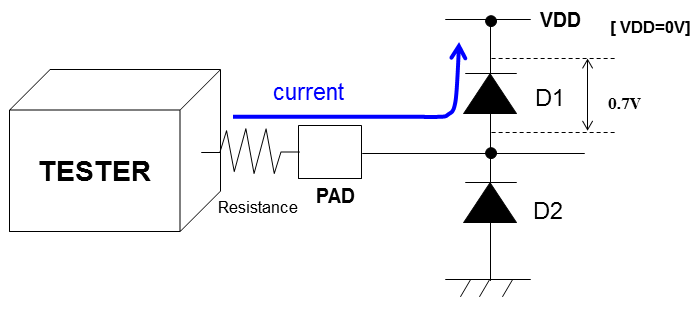 VDD
[ VDD=0V]
current
D1
0.7V
TESTER
PAD
Resistance
D2